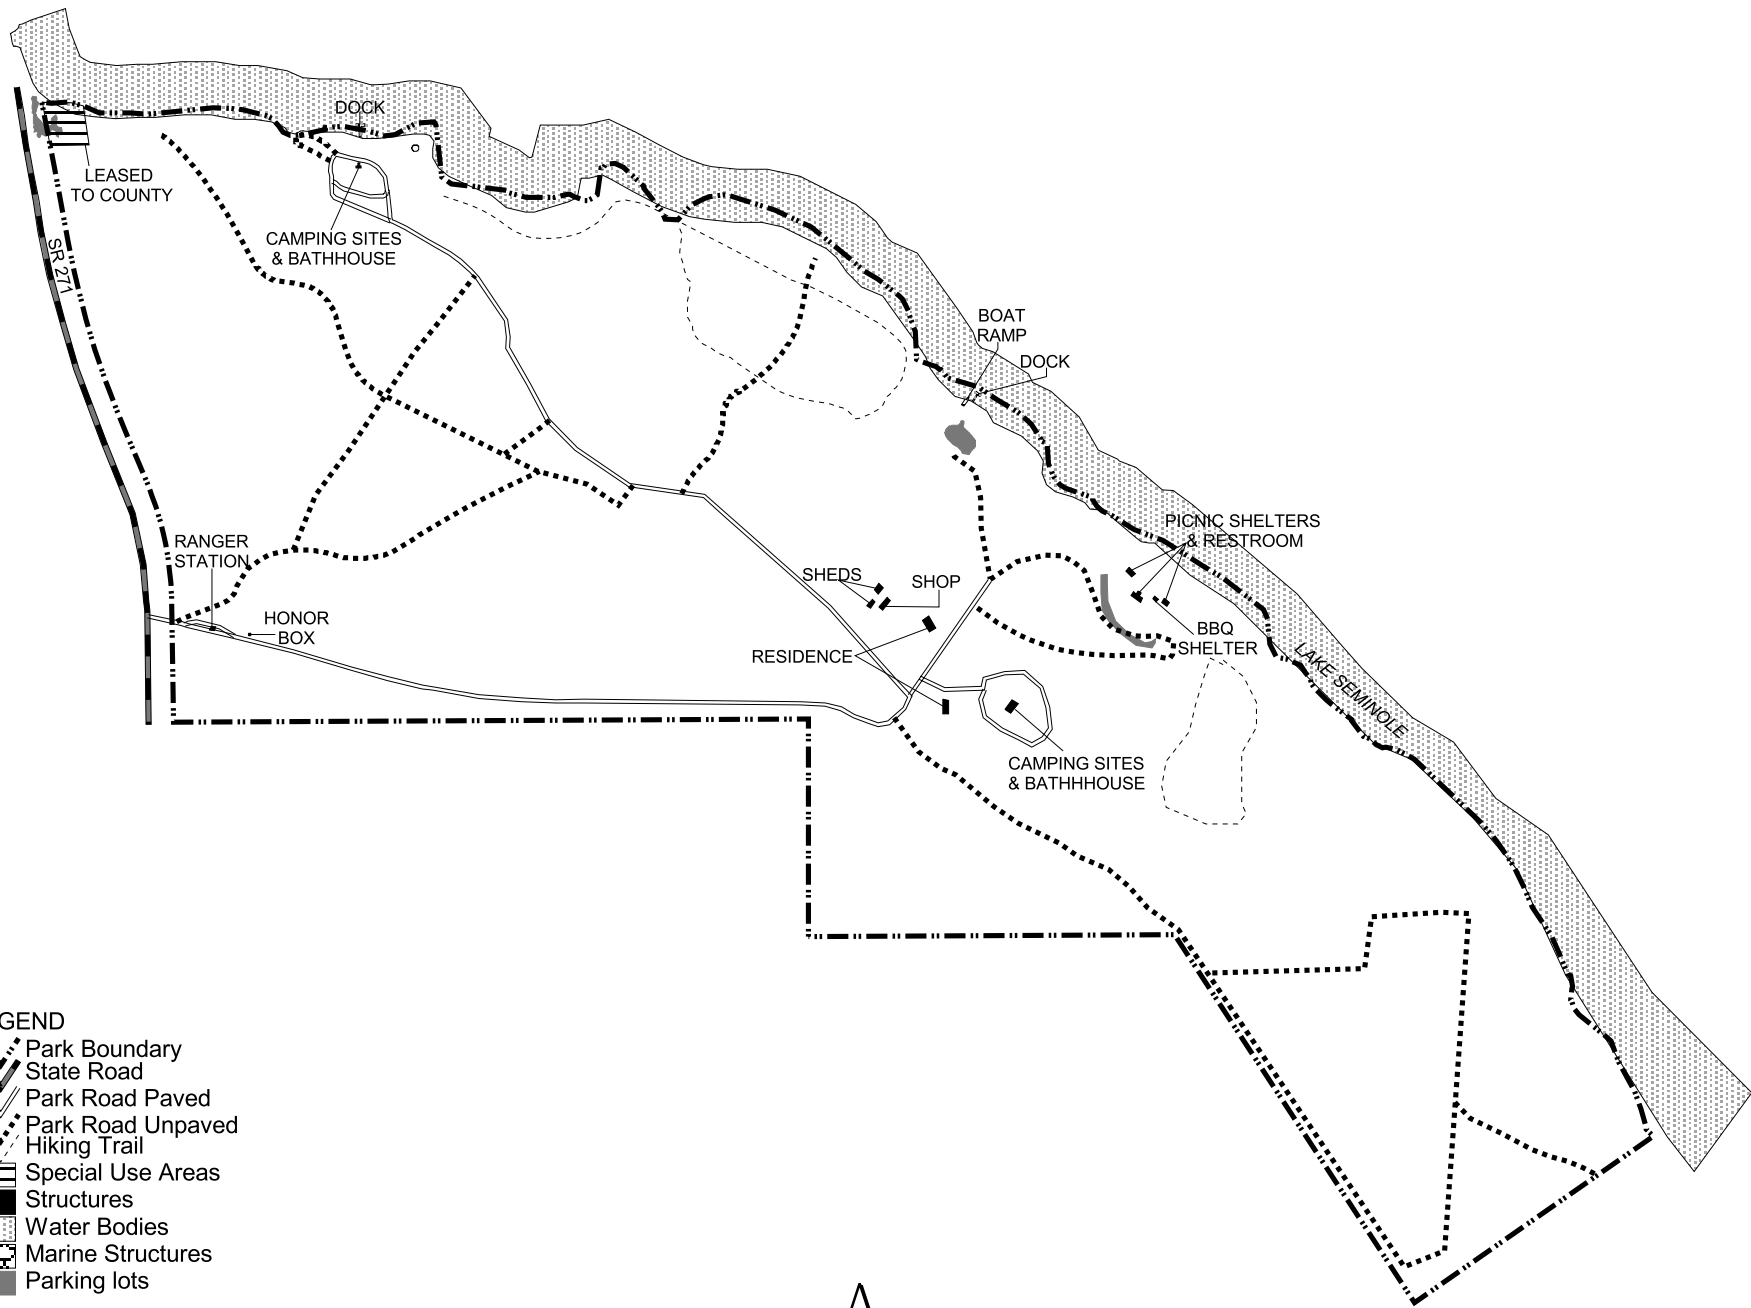 DOCK
LEASED
TO COUNTY
CAMPING SITES
& BATHHOUSE
SR 271
BOAT
RAMP
DOCK
PICNIC SHELTERS
& RESTROOM
RANGER
STATION
SHEDS
SHOP
HONOR
BOX
BBQ
SHELTER
RESIDENCE
LAKE SEMINOLE
CAMPING SITES
& BATHHHOUSE
GEND
Park Boundary
State Road
Park Road Paved
Park Road Unpaved
Hiking Trail
Special Use Areas
Structures
Water Bodies
Marine Structures
Parking lots